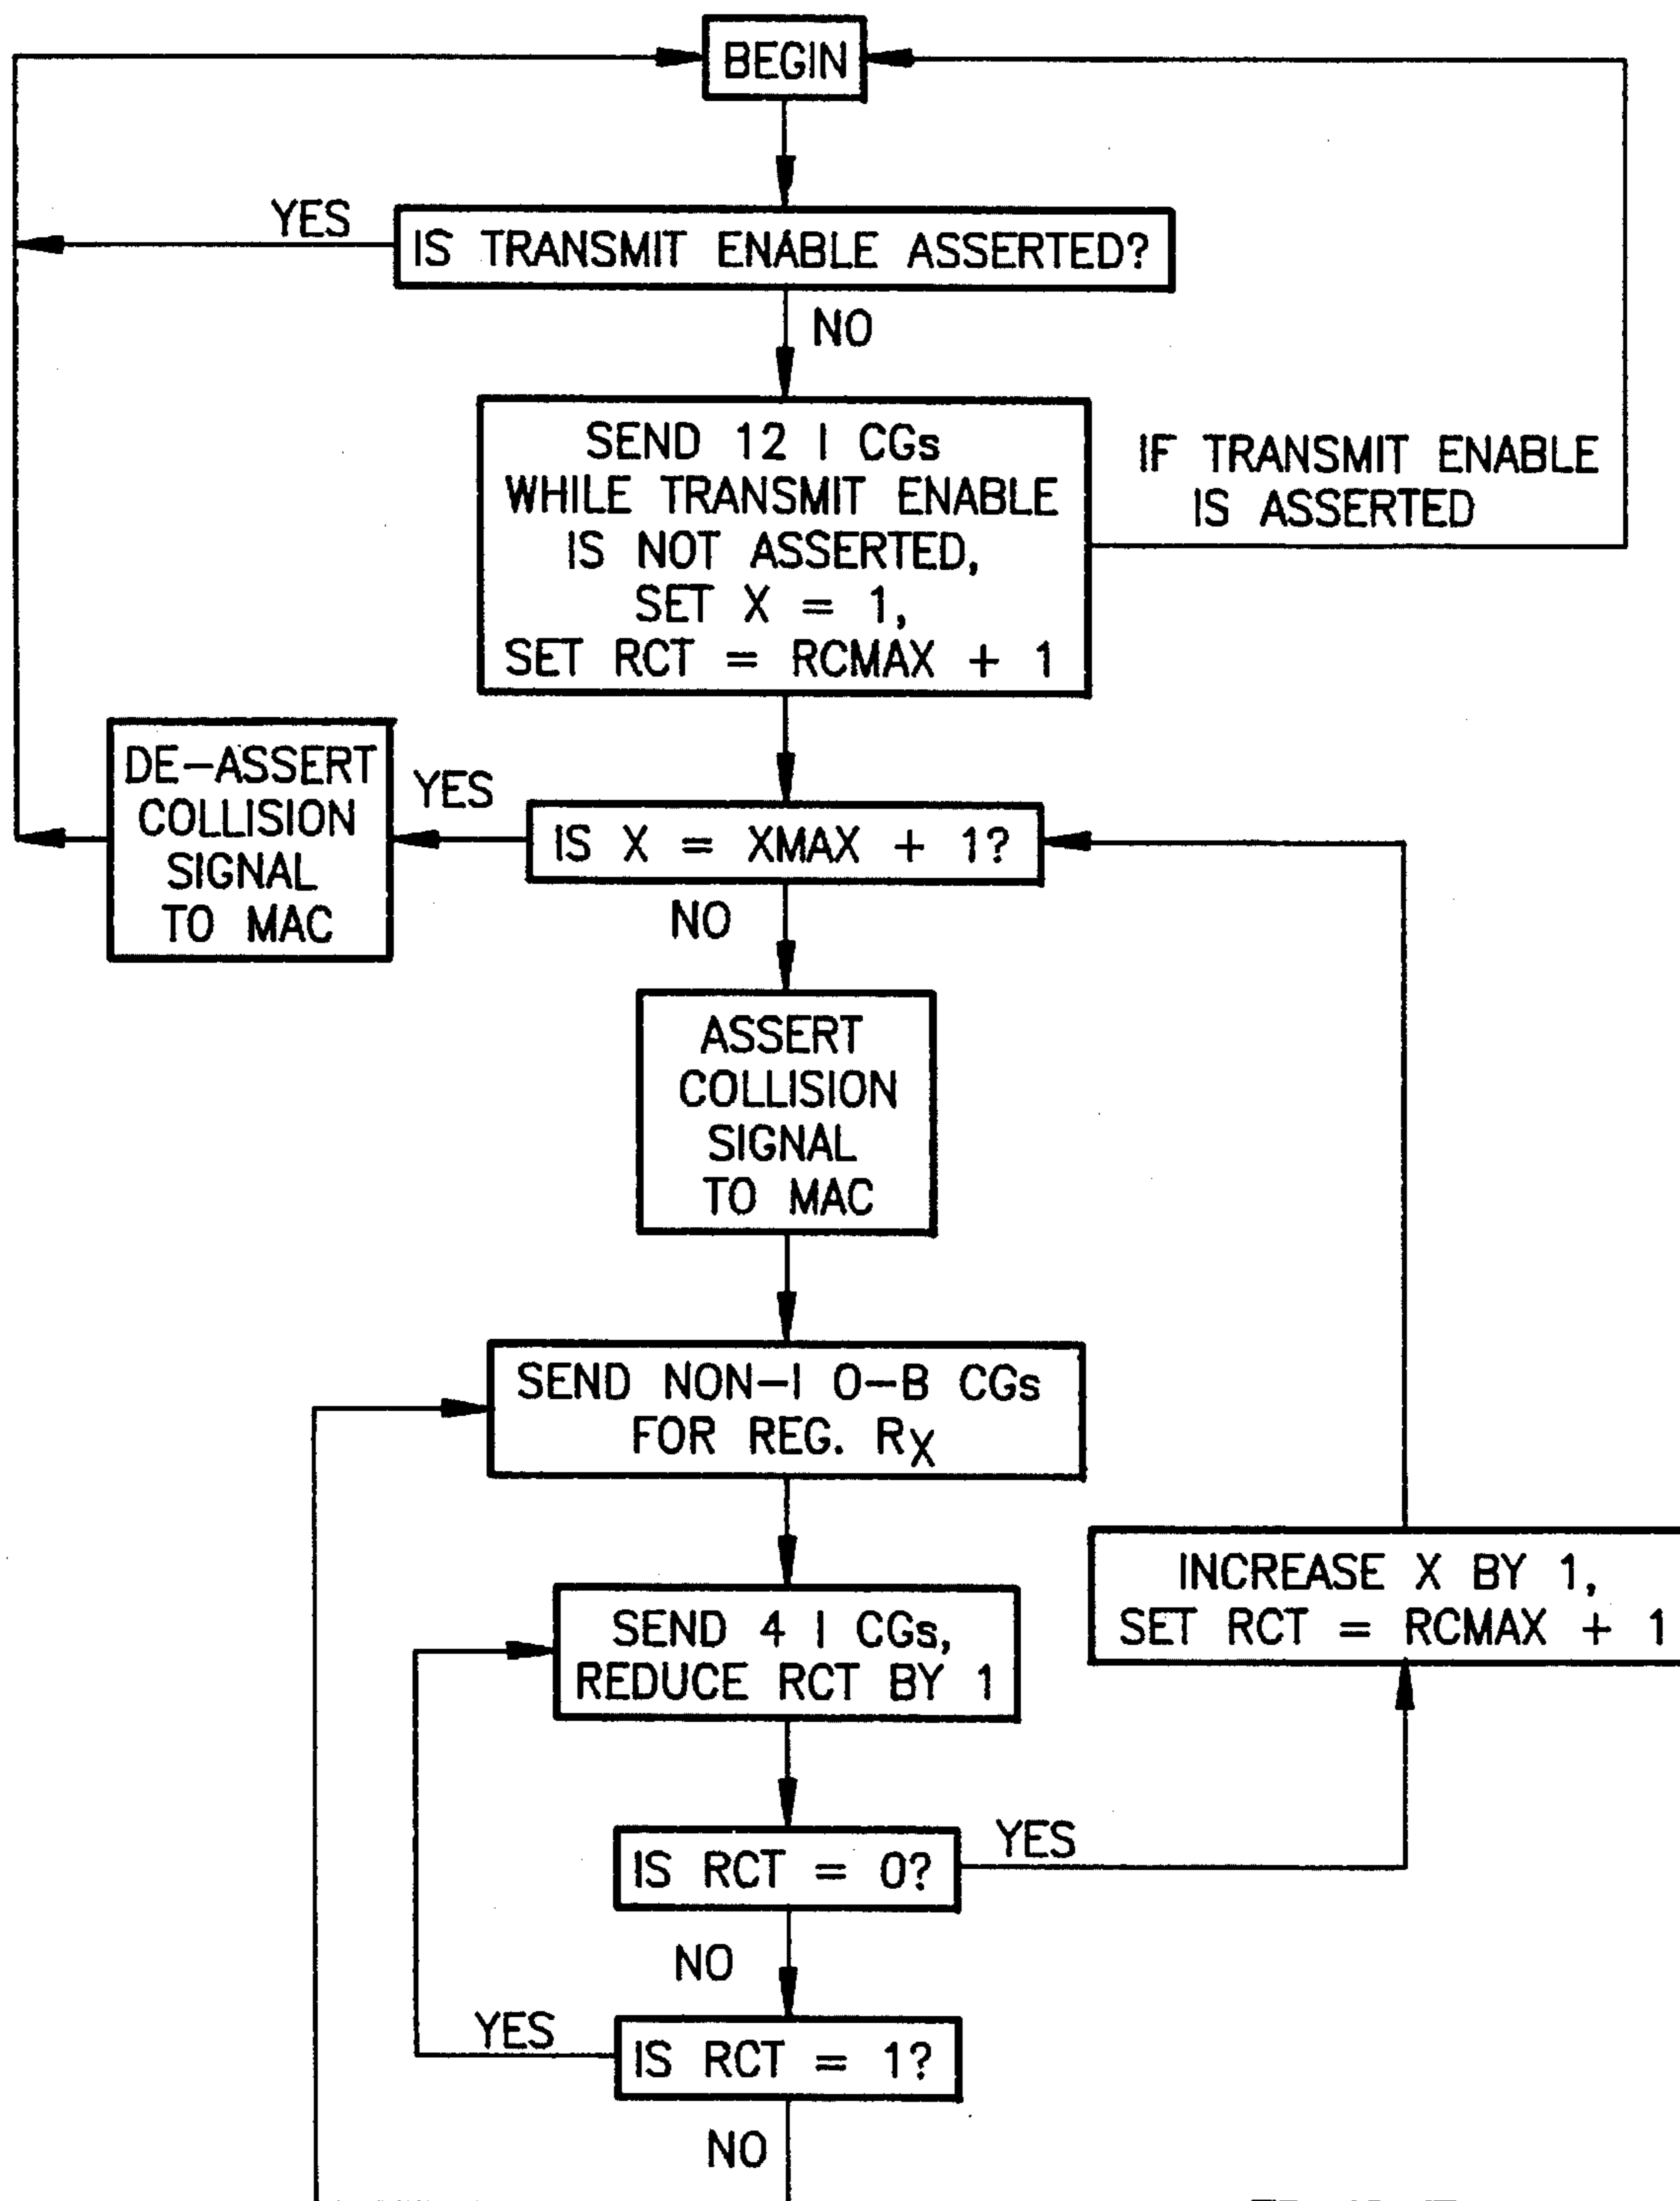 BEGIN
YES
IS TRANSMIT ENABLE ASSERTED?
NO
SEND 12 I CGs
WHILE TRANSMIT ENABLE
IS NOT ASSERTED,
SET X = 1,
SET RCT = RCMAX + 1
IF TRANSMIT ENABLE
IS ASSERTED
DE-ASSERT
COLLISION
SIGNAL
TO MAC
YES
IS X = XMAX + 1?
NO
ASSERT
COLLISION
SIGNAL
TO MAC
SEND NON-I O-B CGs
FOR REG. RX
INCREASE X BY 1,
SET RCT = RCMAX + 1
SEND 4 I CGs,
REDUCE RCT BY 1
IS RCT = 0?
YES
NO
YES
IS RCT = 1?
NO